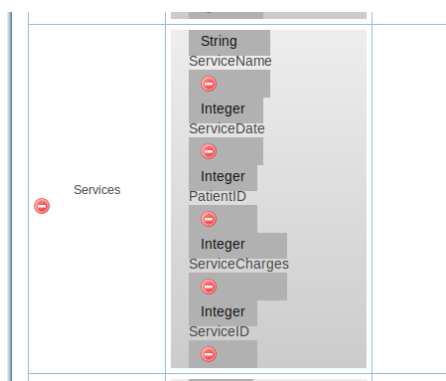 Services
String
ServiceName
Integer
ServiceDate
Integer
PatientID
Integer
ServiceCharges
Integer
ServiceID